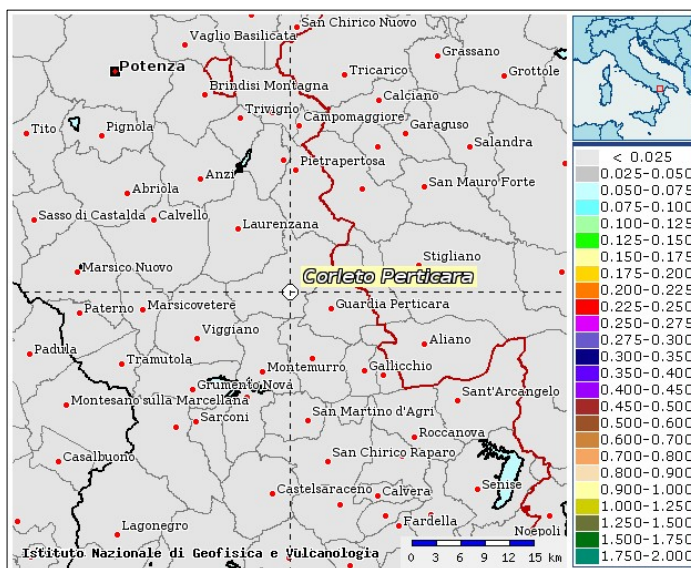 San Chirico Nuovo
Vaglio Basilicata
Grassano
Potenza
Tricarico
Grottole
Brindisi Montagna
Calciano
Trivigno
Campomaggiore
Garaguso
Tito
Pignola
Salandra
Pietrapertosa
Anzi
San Mauro Forte
Abriola
Sasso di Castalda
Calvello
Laurenzana
Stigliano
Marsico Nuovo
Corleto Perticara
Paterno
Marsicovetere
Guardia Perticara
Viggiano
Aliano
Padula
Tramutola
Montemurro
Gallicchio
Grumento Nova
Sant'Arcangelo
Montesano sulla Marcellana
Sarconi
San Martino d'Agri
Roccanova
Casalbuono
San Chirico Raparo
Castelsaraceno
Calvera
Senise
Lagonegro
Fardella
Noepoli
Istituto Nazionale di Geofisica e Vulcanologia
0 3 6 9 12 15 km
< 0.025
0.025-0.050
0.050-0.075
0.075-0.100
0.100-0.125
0.125-0.150
0.150-0.175
0.175-0.200
0.200-0.225
0.225-0.250
0.250-0.275
0.275-0.300
0.300-0.350
0.350-0.400
0.400-0.450
0.450-0.500
0.500-0.600
0.600-0.700
0.700-0.800
0.800-0.900
0.900-1.000
1.000-1.250
1.250-1.500
1.500-1.750
1.750-2.000